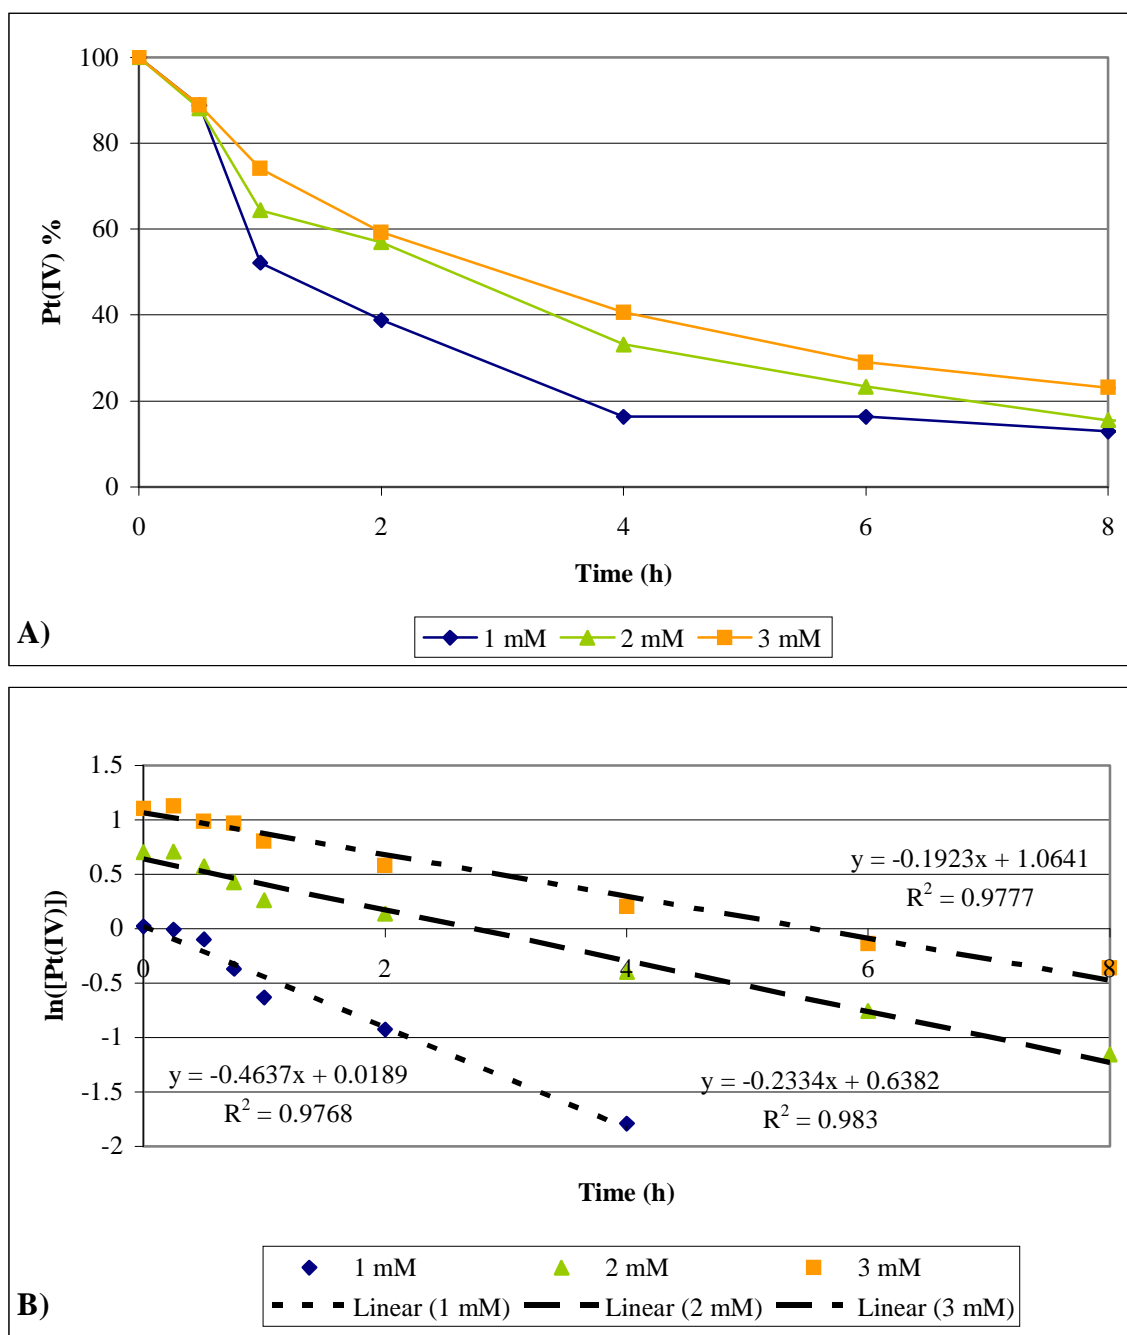 100
80
60
40
20
0
Pt(IV) %
0 2 4 6 8
Time (h)
A)
1 mM 2 mM 3 mM
1.5
1
0.5
0
-0.5
-1
-1.5
-2
ln([Pt(IV)])
0 2 4 6 8
y = -0.1923x + 1.0641
R² = 0.9777
y = -0.4637x + 0.0189
R² = 0.9768
y = -0.2334x + 0.6382
R² = 0.983
Time (h)
1 mM 2 mM 3 mM
Linear (1 mM) Linear (2 mM) Linear (3 mM)
B)